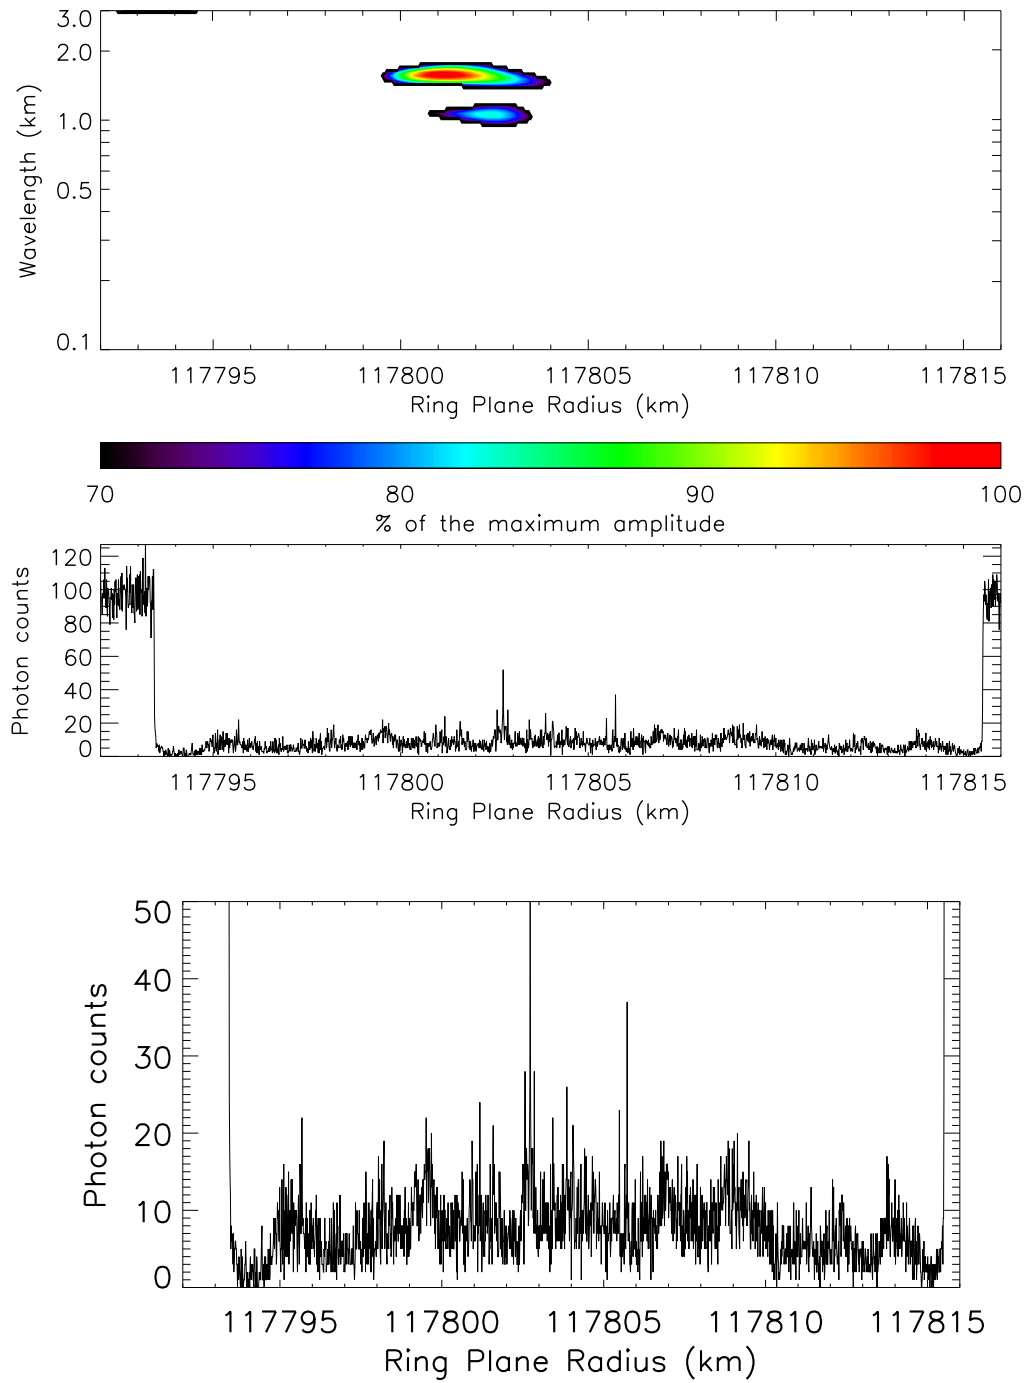 3.0
2.0
1.0
0.5
0.1
Wavelength (km)
117795 117800 117805 117810 117815
Ring Plane Radius (km)
70 80 90 100
% of the maximum amplitude
120
100
80
60
40
20
0
Photon counts
117795 117800 117805 117810 117815
Ring Plane Radius (km)
50
40
30
20
10
0
Photon counts
117795 117800 117805 117810 117815
Ring Plane Radius (km)